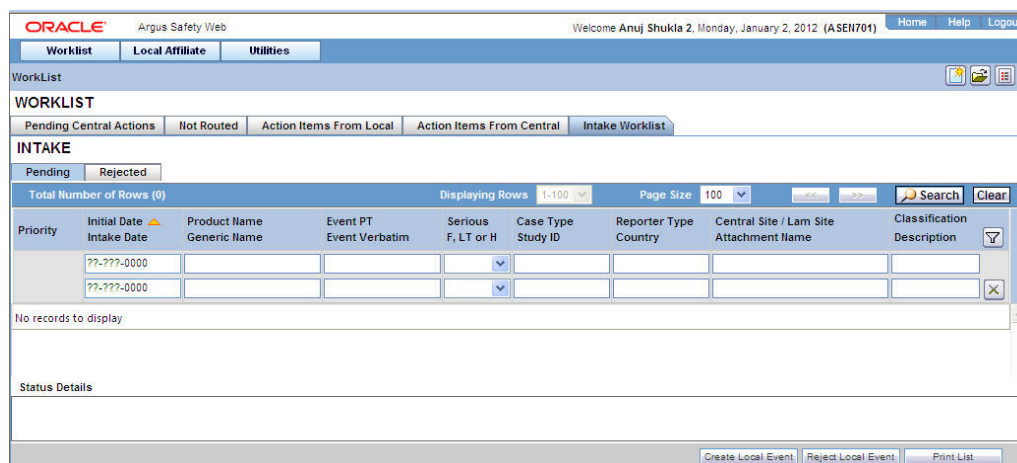 ORACLE Argus Safety Web Welcome Anuj Shukla 2, Monday, January 2, 2012 (ASEN701) Home Help Logou
Worklist Local Affiliate Utilities
WorkList
WORKLIST
Pending Central Actions Not Routed Action Items From Local Action Items From Central Intake Worklist
INTAKE
Pending Rejected
Total Number of Rows (0) Displaying Rows 1-100 Page Size 100 << >> Search Clear
Priority
Initial Date Product Name Event PT Serious Case Type Reporter Type Central Site / Lam Site Classification
Intake Date Generic Name Event Verbatim F, LT or H Study ID Country Attachment Name Description
??-???-0000
??-???-0000
No records to display
Status Details
Create Local Event Reject Local Event Print List